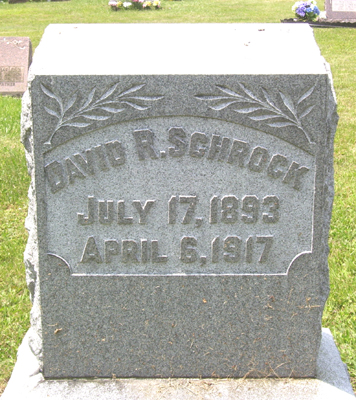 DAVID R. SCHROCK
JULY 17, 1893
APRIL 6, 1917